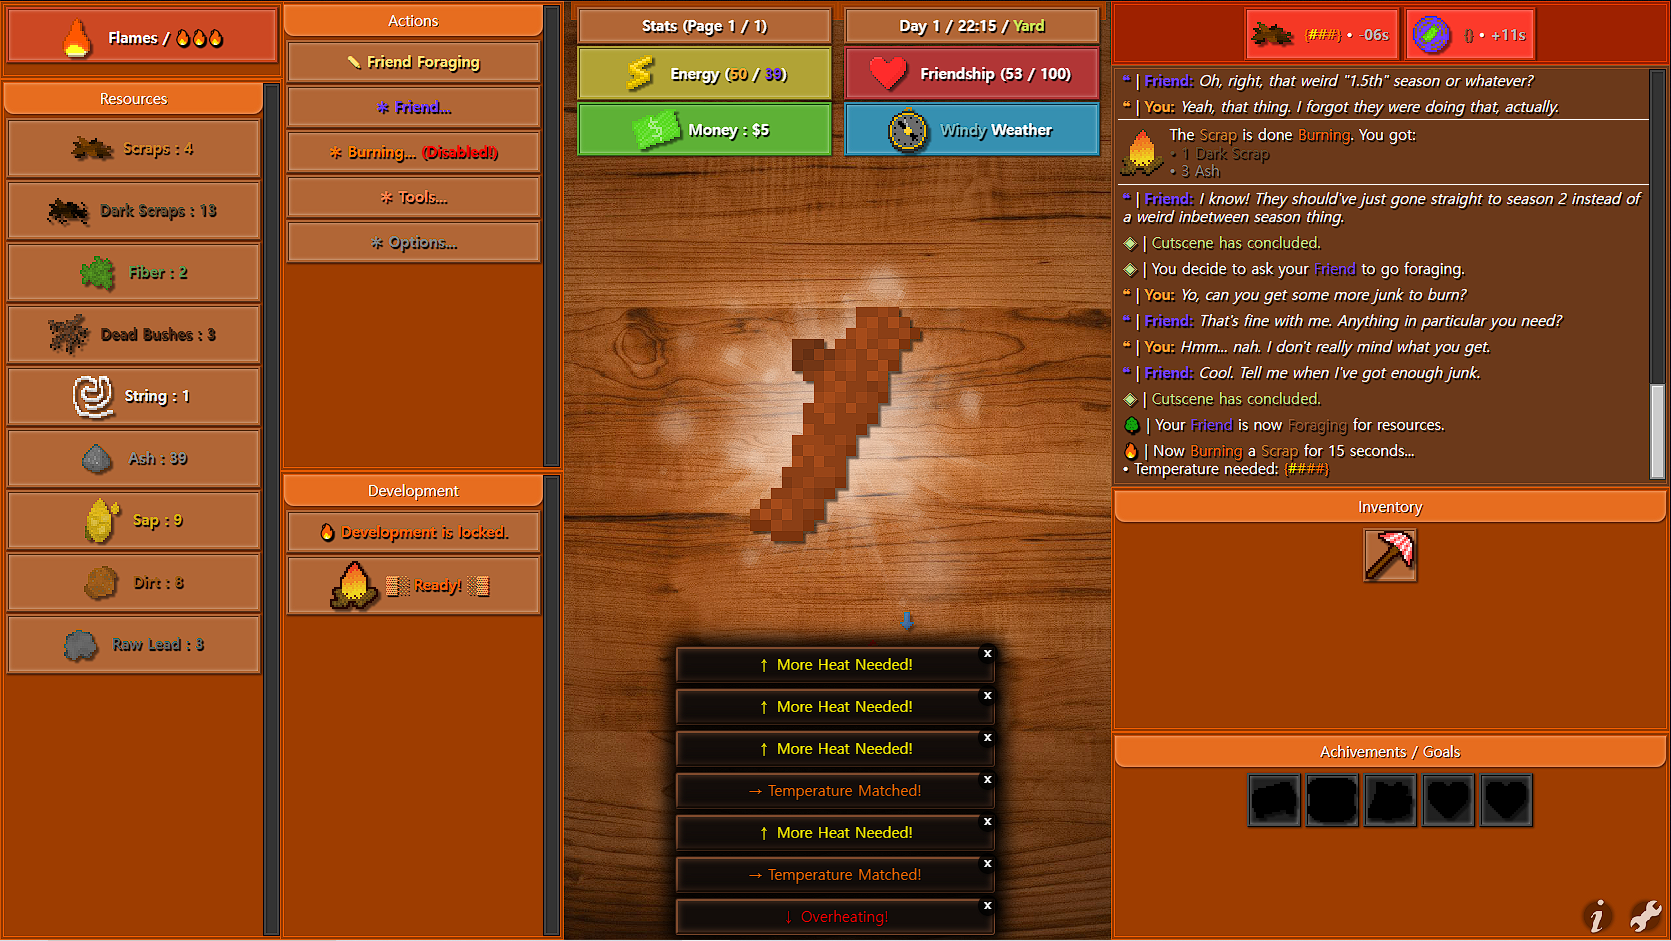 Flames /
Resources
Scraps : 4
Dark Scraps : 13
Fiber : 2
Dead Bushes : 3
String : 1
Ash : 39
Sap : 9
Dirt : 8
Raw Lead : 3
Actions
Friend Foraging
* Friend...
* Burning... (Disabled!)
* Tools...
* Options...
Development
Development is locked.
Ready!
Stats (Page 1 / 1)
Day 1 / 22:15 / Yard
Energy (50 / 39)
Friendship (53 / 100)
Money : $5
Windy Weather
↑ More Heat Needed! x
↑ More Heat Needed! x
↑ More Heat Needed! x
→ Temperature Matched! x
↑ More Heat Needed! x
→ Temperature Matched! x
↓ Overheating! x
{###} • -06s
{} • +11s
❝ | Friend: Oh, right, that weird "1.5th" season or whatever?
❝ | You: Yeah, that thing. I forgot they were doing that, actually.
The Scrap is done Burning. You got:
• 1 Dark Scrap
• 3 Ash
❝ | Friend: I know! They should've just gone straight to season 2 instead of
a weird inbetween season thing.
◈ | Cutscene has concluded.
◈ | You decide to ask your Friend to go foraging.
❝ | You: Yo, can you get some more junk to burn?
❝ | Friend: That's fine with me. Anything in particular you need?
❝ | You: Hmm... nah. I don't really mind what you get.
❝ | Friend: Cool. Tell me when I've got enough junk.
◈ | Cutscene has concluded.
| Your Friend is now Foraging for resources.
| Now Burning a Scrap for 15 seconds...
• Temperature needed: {####}
Inventory
Achivements / Goals